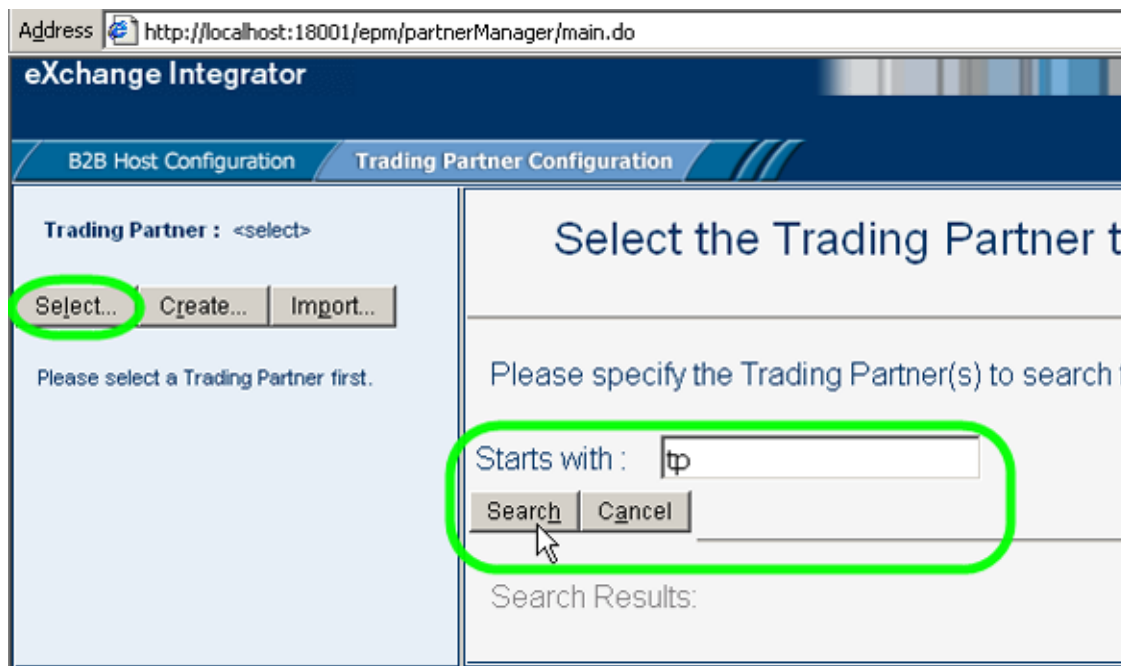 Address http://localhost:18001/epm/partnerManager/main.do
eXchange Integrator
B2B Host Configuration Trading Partner Configuration
Trading Partner : <select>
Select... Create... Import...
Please select a Trading Partner first.
Select the Trading Partner t
Please specify the Trading Partner(s) to search
Starts with : tp
Search Cancel
Search Results: